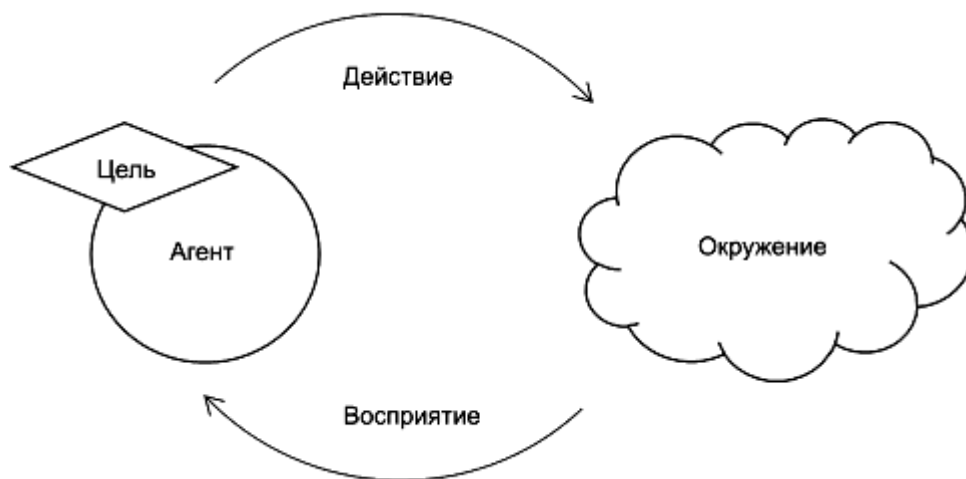 Действие
Цель
Агент
Окружение
Восприятие